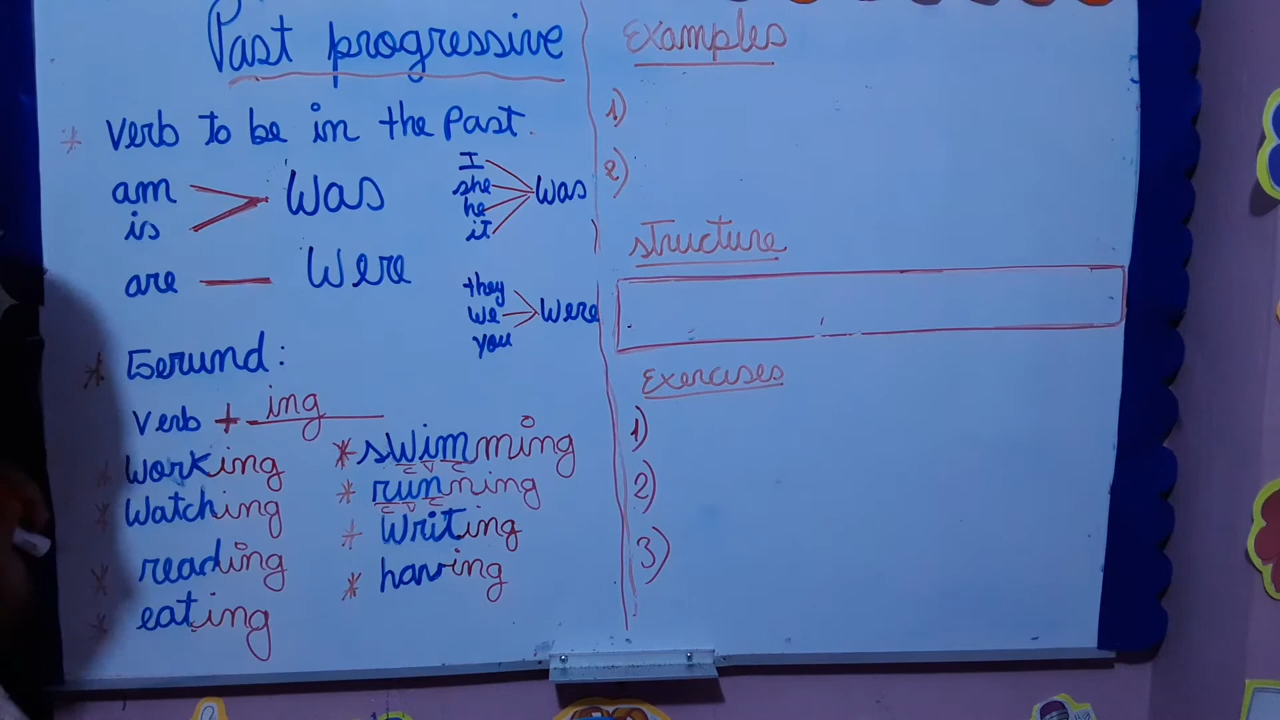 Past progressive
* verb to be in the Past.
am
is
Was
are
Were
I
she
he
it
Was
they
we
you
Were
* Gerund:
verb + ing
* working
* Watching
* reading
* eating
* swimming
c v c
* running
c v c
* Writing
* having
Examples
1)
2)
structure
Exercises
1)
2)
3)